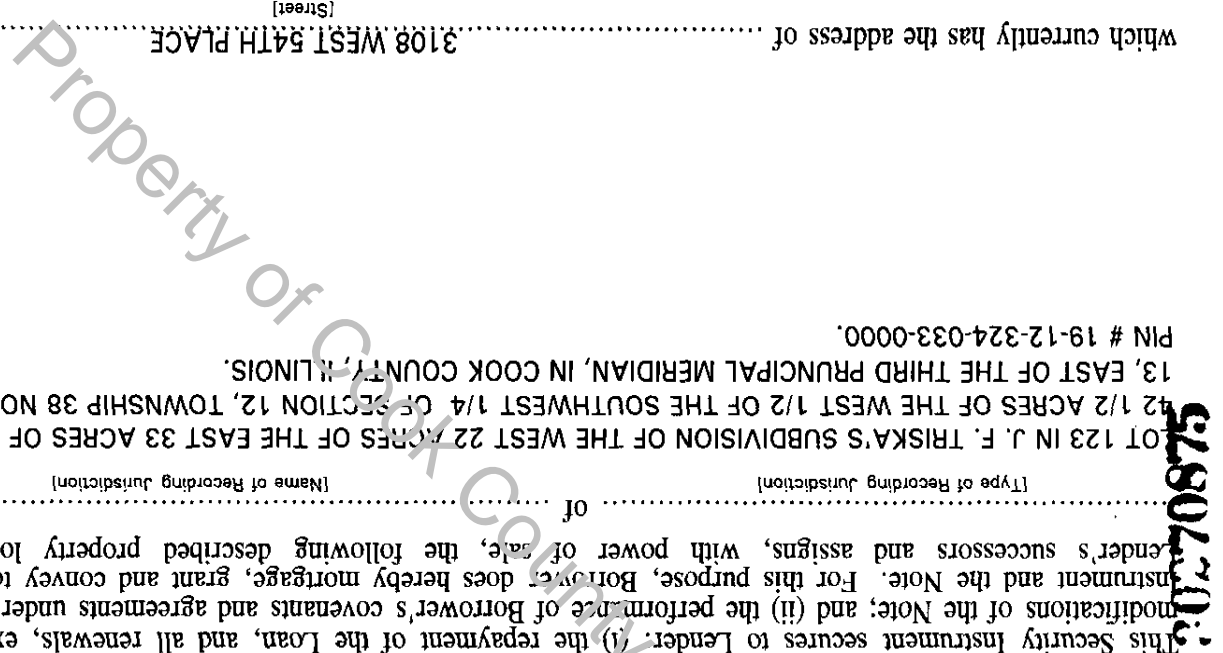 This Security Instrument secures to Lender: (i) the repayment of the Loan, and all renewals, ex
modifications of the Note; and (ii) the performance of Borrower's covenants and agreements under
Instrument and the Note. For this purpose, Borrower does hereby mortgage, grant and convey to
Lender's successors and assigns, with power of sale, the following described property lo
........ of ........
[Type of Recording Jurisdiction] [Name of Recording Jurisdiction]
LOT 123 IN J. F. TRISKA'S SUBDIVISION OF THE WEST 22 ACRES OF THE EAST 33 ACRES OF
42 1/2 ACRES OF THE WEST 1/2 OF THE SOUTHWEST 1/4 OF SECTION 12, TOWNSHIP 38 NO
13, EAST OF THE THIRD PRUNCIPAL MERIDIAN, IN COOK COUNTY, ILLINOIS.
PIN # 19-12-324-033-0000.
which currently has the address of ........ 3108 WEST 54TH PLACE ........
[Street]
Property of Cook County